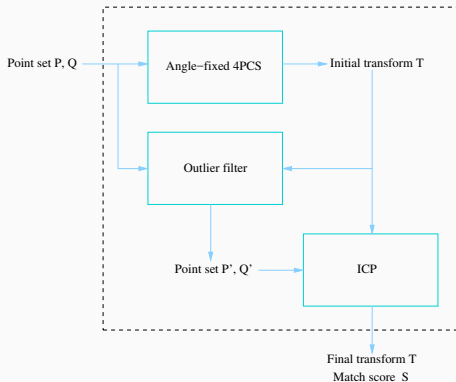 Point set P, Q
Angle−fixed 4PCS
Initial transform T
Outlier filter
Point set P’, Q’
ICP
Final transform T
Match score S